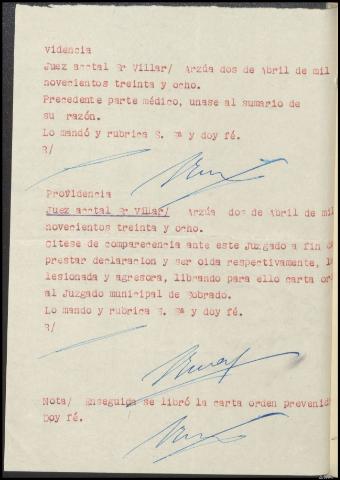 videncia
Juez acctal Sr Villar/ Arzúa dos de Abril de mil
novecientos treinta y ocho.
Precedente parte médico, unase al sumario de
su razón.
Lo mandó y rubrica S. Sª y doy fé.
E/
Providencia
Juez acctal Sr Villar/ Arzúa dos de Abril de mil
novecientos treinta y ocho.
Citese de comparecencia ante este Juzgado a fin de
prestar declaracion y ser oida respectivamente, l
lesionada y agresora, librando para ello carta or
al Juzgado municipal de Sobrado.
Lo mando y rubrica S. Sª y doy fé.
E/
Nota/ Enseguida se libró la carta orden prevenid
Doy fé.